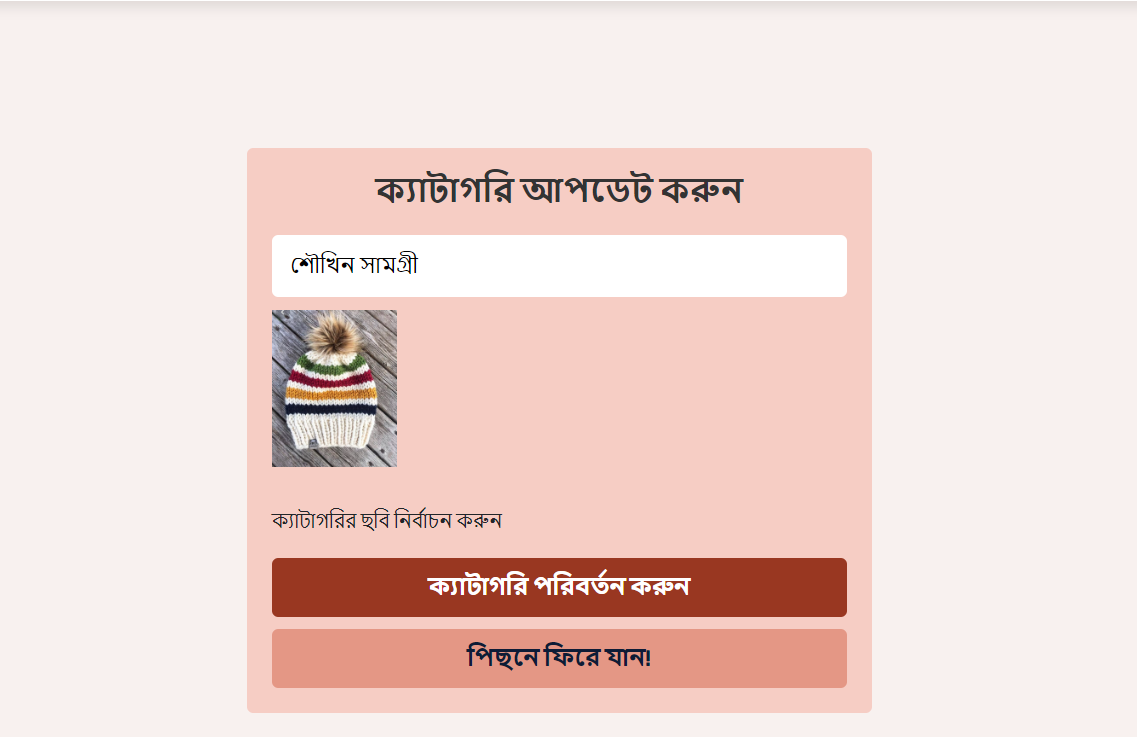 ক্যাটাগরি আপডেট করুন
শৌখিন সামগ্রী
ক্যাটাগরির ছবি নির্বাচন করুন
ক্যাটাগরি পরিবর্তন করুন
পিছনে ফিরে যান!